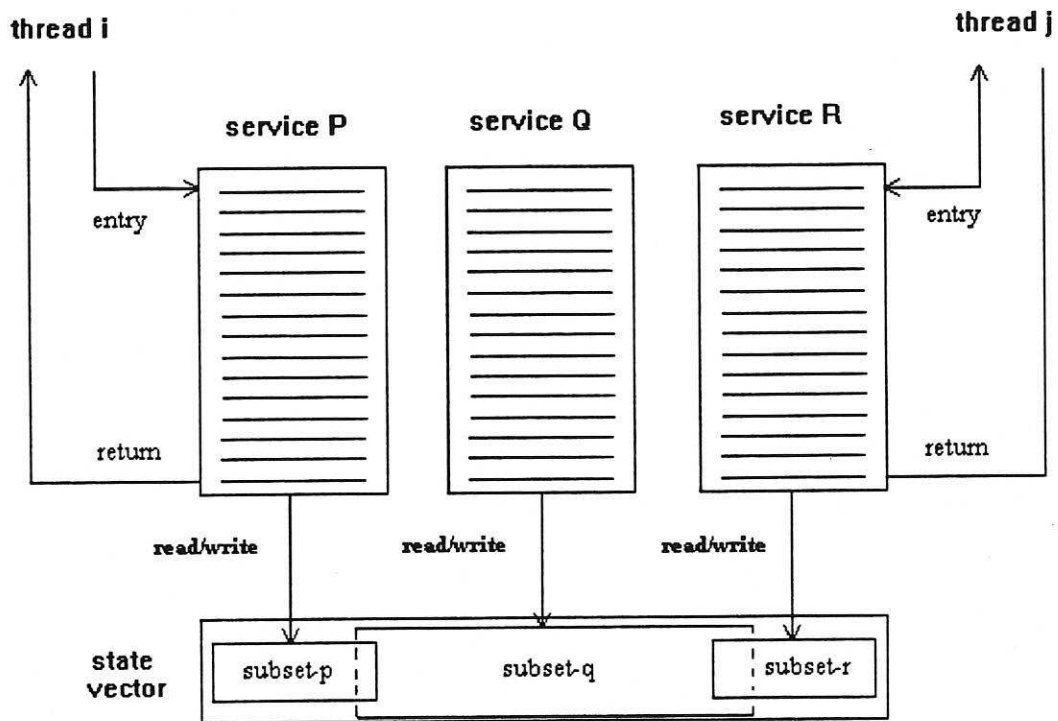 thread i
thread j
service P
service Q
service R
entry
entry
return
return
read/write
read/write
read/write
state
vector
subset-p
subset-q
subset-r